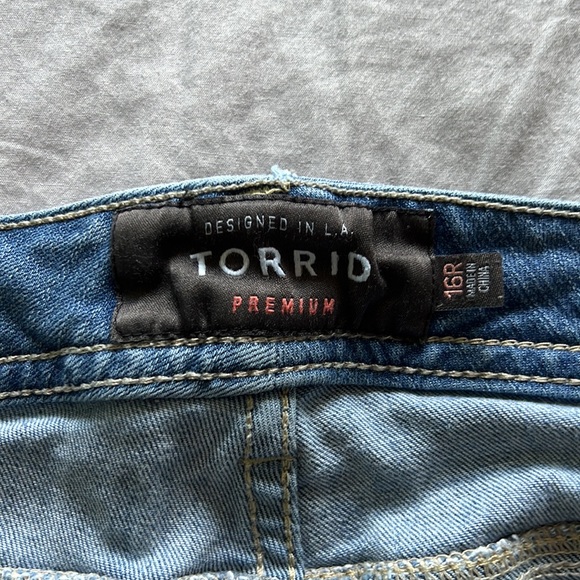 DESIGNED IN L.A.
TORRID
PREMIUM
16R
MADE IN
CHINA